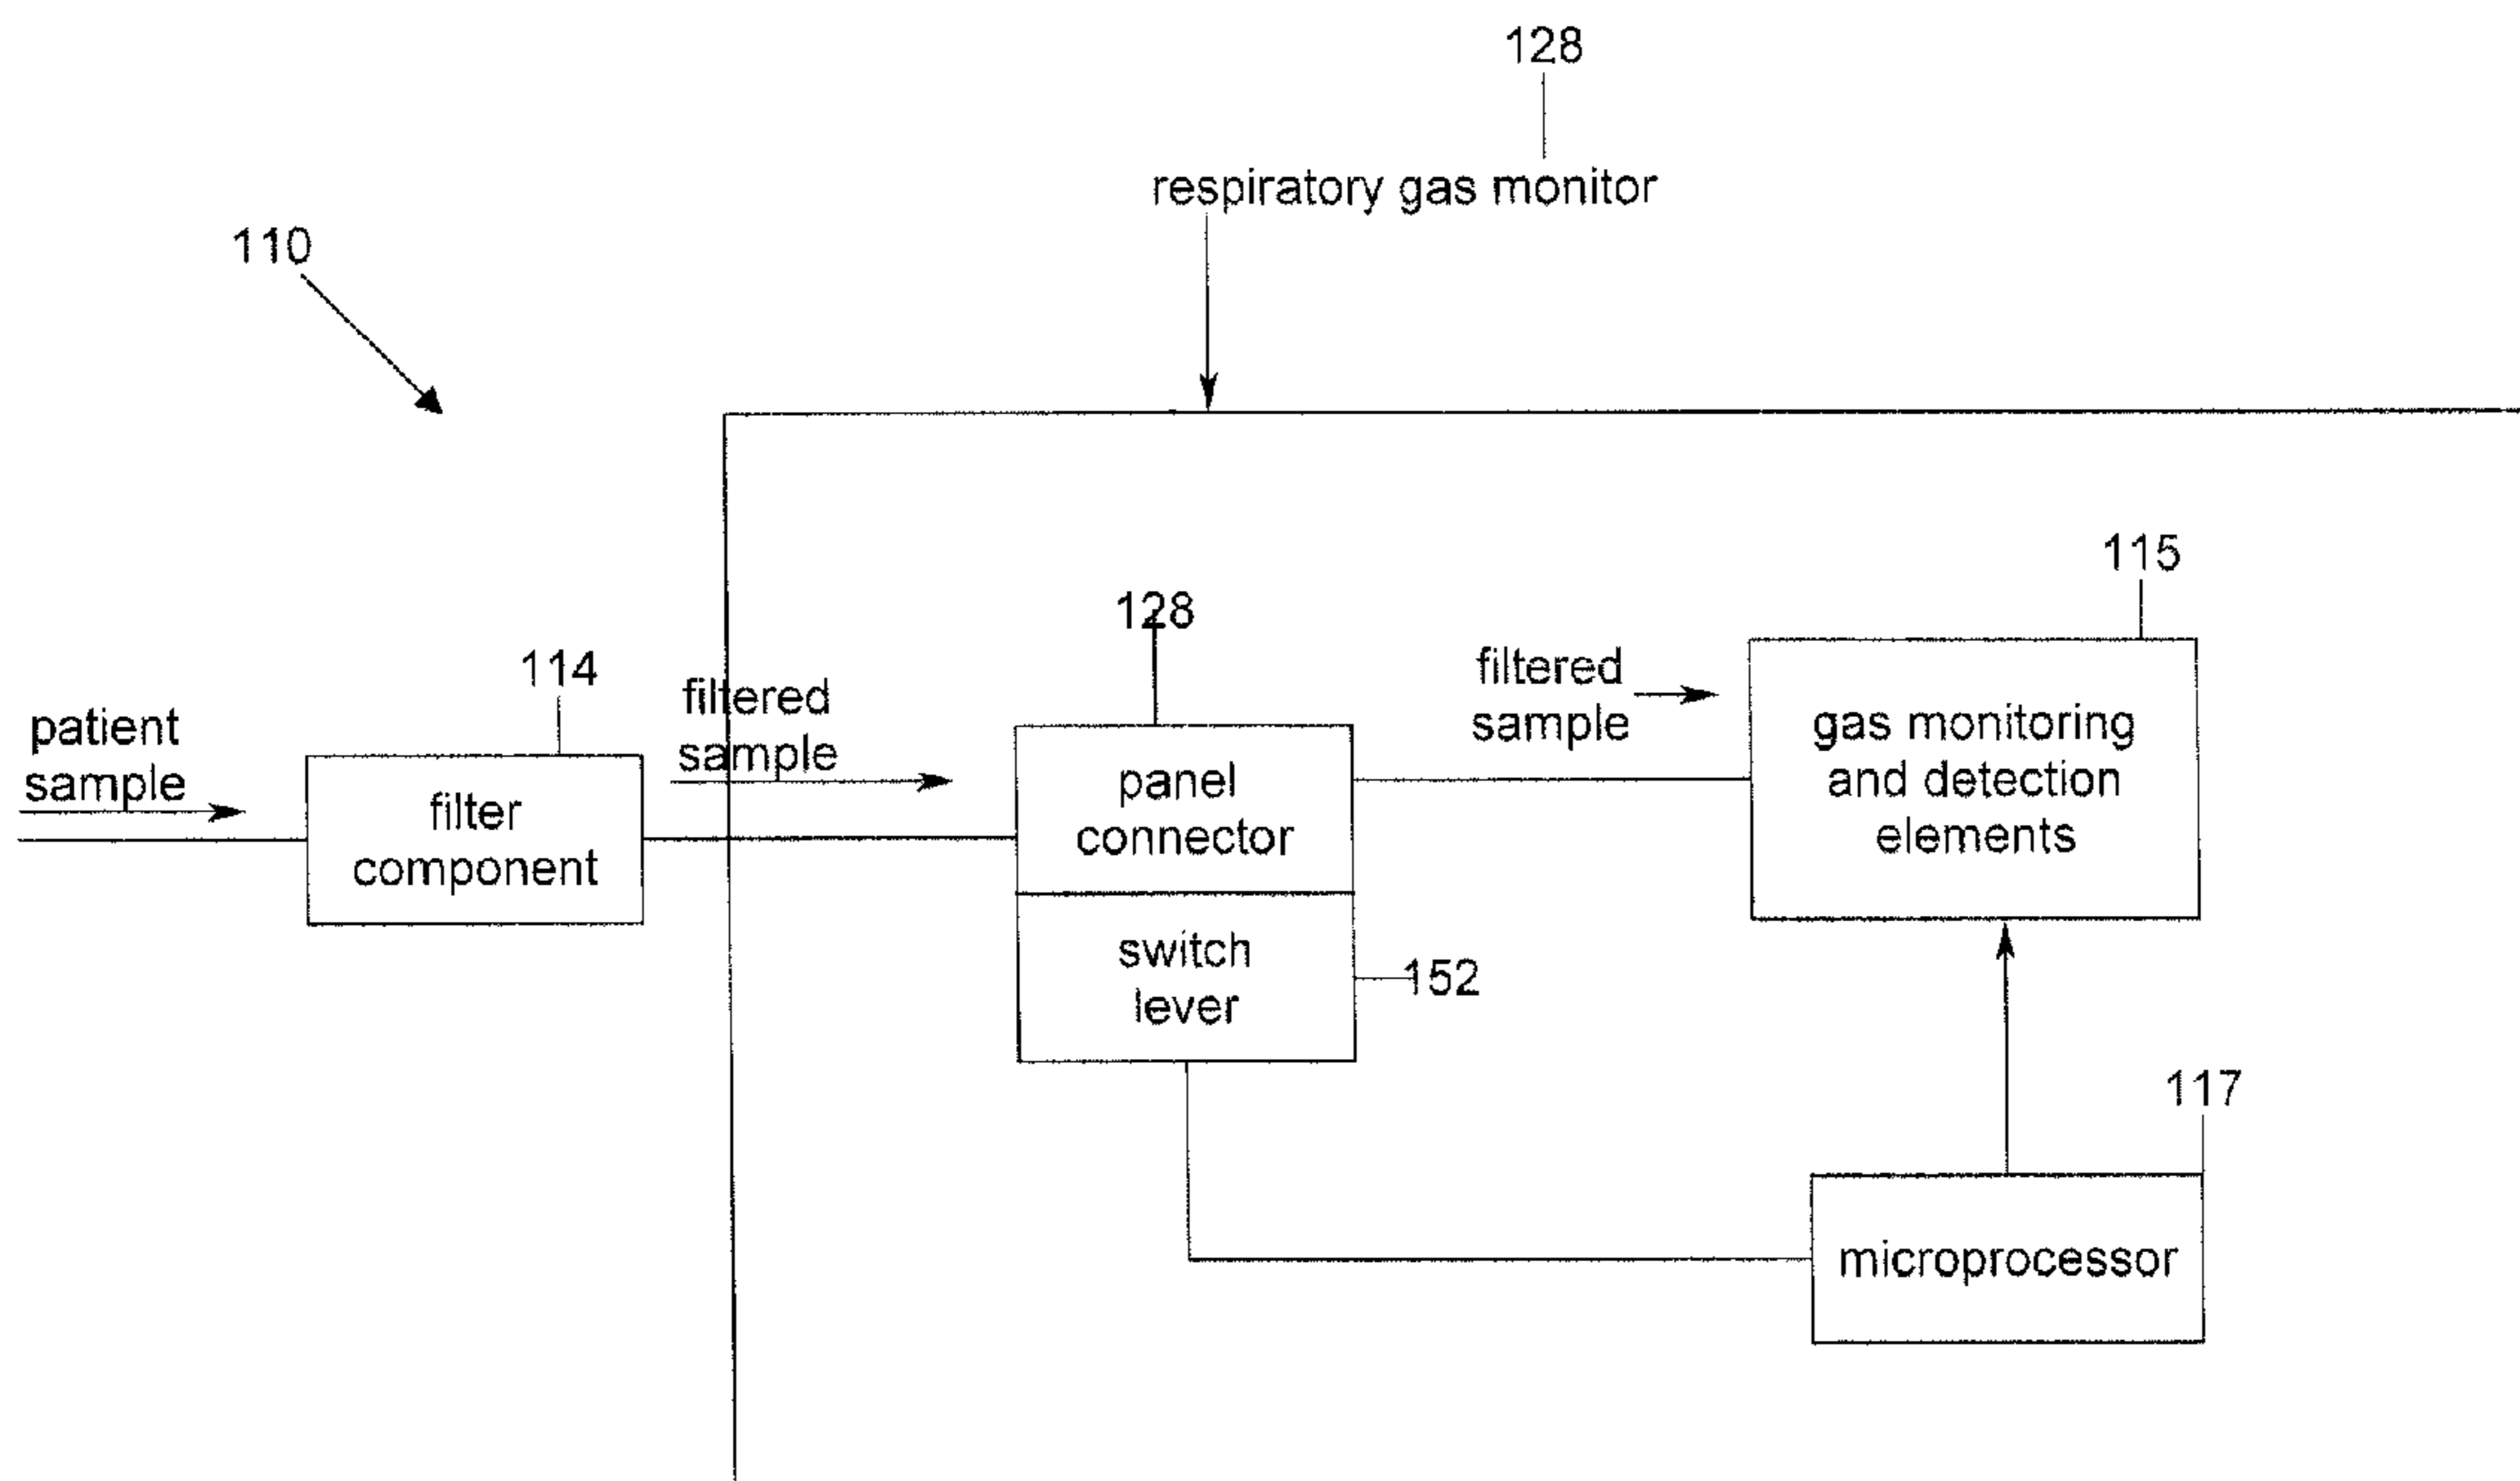 128
respiratory gas monitor
110
115
128
114
filtered
sample
filtered
sample
patient
sample
gas monitoring
and detection
elements
panel
connector
filter
component
switch
lever
152
117
microprocessor